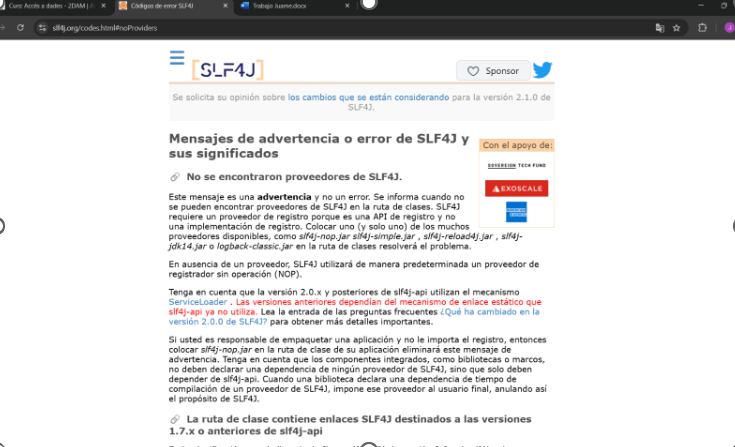 Curs: Accés a dades - 2DAM | A
Códigos de error SLF4J
Trabajo Juame.docx
slf4j.org/codes.html#noProviders
SLF4J
Sponsor
Se solicita su opinión sobre los cambios que se están considerando para la versión 2.1.0 de
SLF4J.
Mensajes de advertencia o error de SLF4J y
sus significados
Con el apoyo de:
SOVEREIGN TECH FUND
EXOSCALE
No se encontraron proveedores de SLF4J.
Este mensaje es una advertencia y no un error. Se informa cuando no
se pueden encontrar proveedores de SLF4J en la ruta de clases. SLF4J
requiere un proveedor de registro porque es una API de registro y no
una implementación de registro. Colocar uno (y solo uno) de los muchos
proveedores disponibles, como slf4j-nop.jar slf4j-simple.jar , slf4j-reload4j.jar , slf4j-
jdk14.jar o logback-classic.jar en la ruta de clases resolverá el problema.
En ausencia de un proveedor, SLF4J utilizará de manera predeterminada un proveedor de
registrador sin operación (NOP).
Tenga en cuenta que la versión 2.0.x y posteriores de slf4j-api utilizan el mecanismo
ServiceLoader . Las versiones anteriores dependían del mecanismo de enlace estático que
slf4j-api ya no utiliza. Lea la entrada de las preguntas frecuentes ¿Qué ha cambiado en la
versión 2.0.0 de SLF4J? para obtener más detalles importantes.
Si usted es responsable de empaquetar una aplicación y no le importa el registro, entonces
colocar slf4j-nop.jar en la ruta de clase de su aplicación eliminará este mensaje de
advertencia. Tenga en cuenta que los componentes integrados, como bibliotecas o marcos,
no deben declarar una dependencia de ningún proveedor de SLF4J, sino que solo deben
depender de slf4j-api. Cuando una biblioteca declara una dependencia de tiempo de
compilación de un proveedor de SLF4J, impone ese proveedor al usuario final, anulando así
el propósito de SLF4J.
La ruta de clase contiene enlaces SLF4J destinados a las versiones
1.7.x o anteriores de slf4j-api